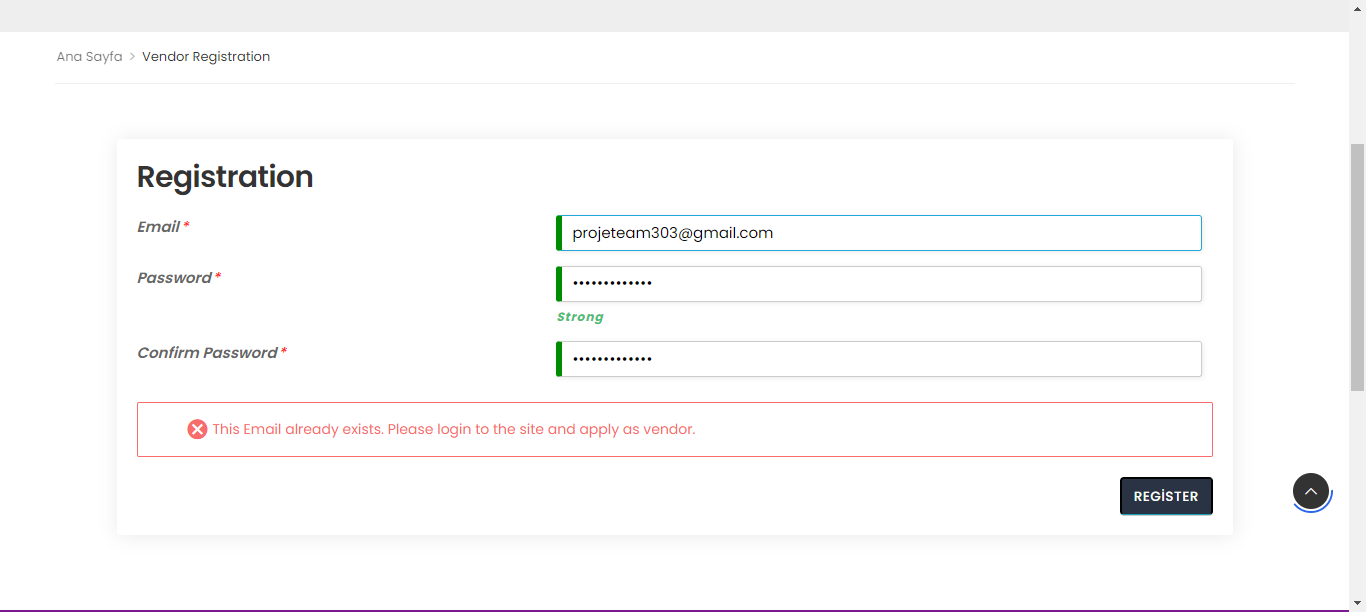 Ana Sayfa > Vendor Registration
Registration
Email *
projeteam303@gmail.com
Password *
•••••••••••••
Strong
Confirm Password *
•••••••••••••
This Email already exists. Please login to the site and apply as vendor.
REGİSTER